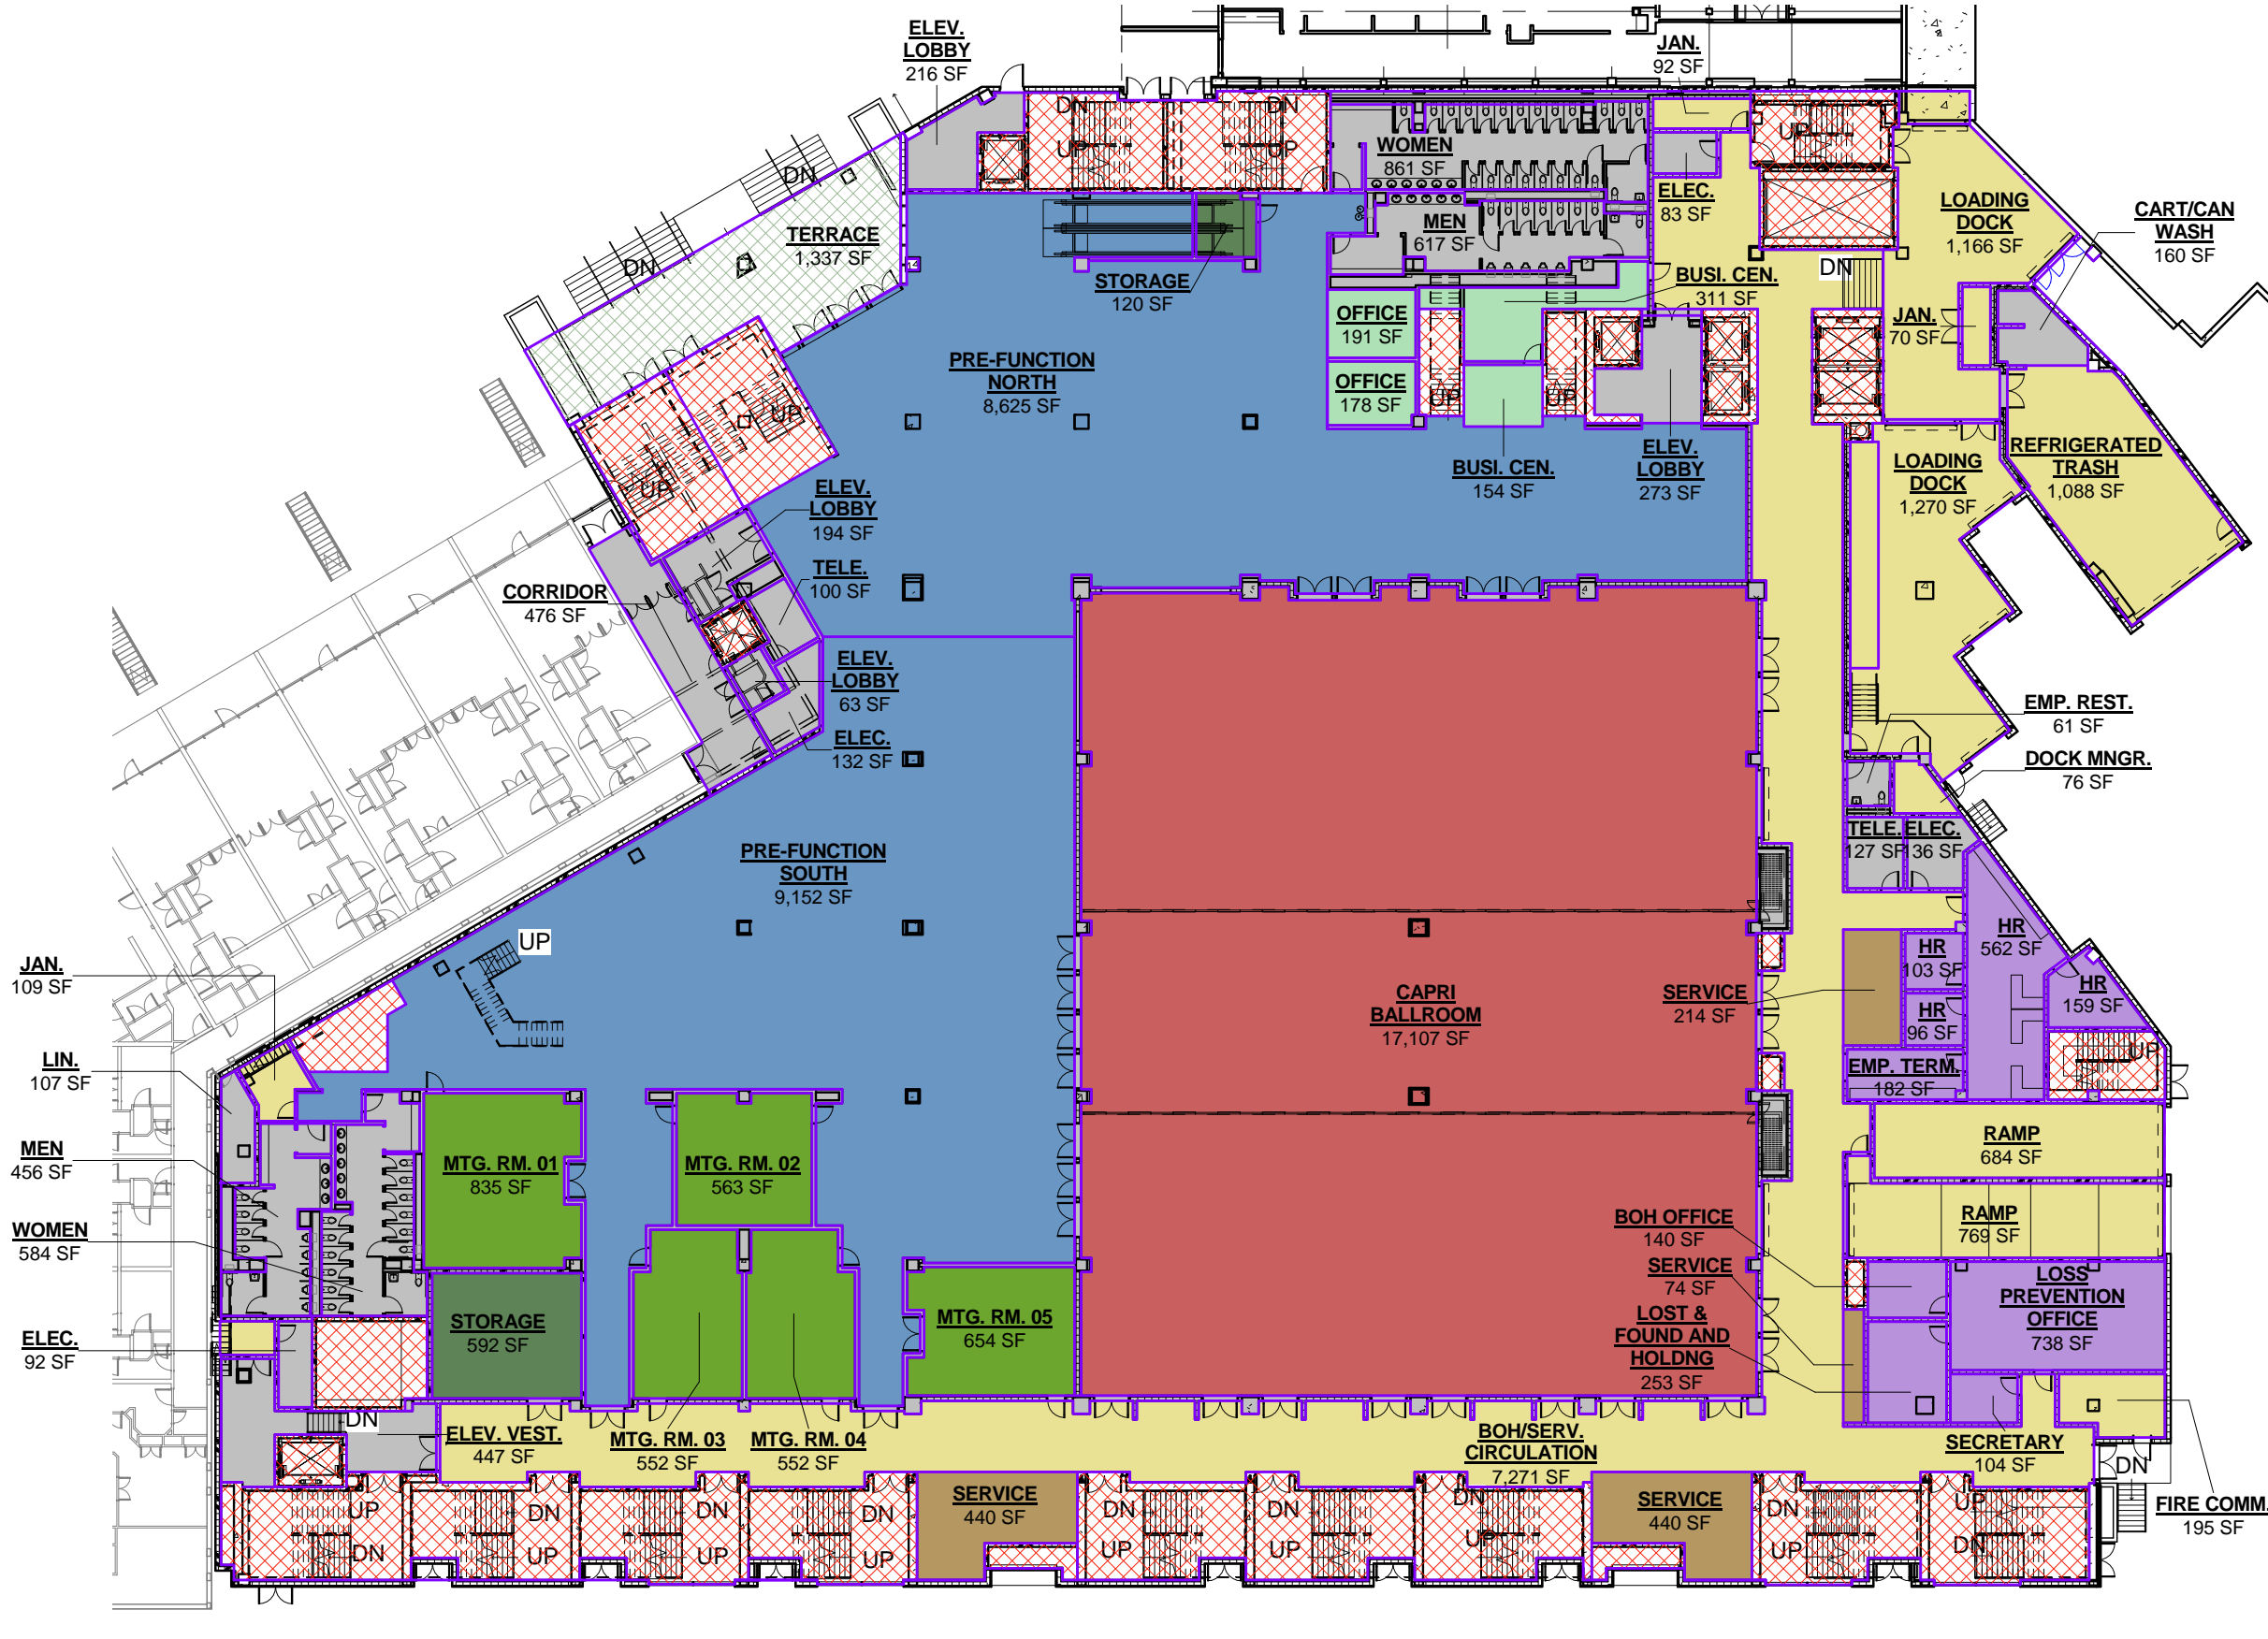 ELEV.
LOBBY
216 SF
JAN.
92 SF
DN
DN
UP
UP
UP
WOMEN
861 SF
ELEC.
83 SF
LOADING
DOCK
1,166 SF
CART/CAN
WASH
160 SF
DN
DN
TERRACE
1,337 SF
MEN
617 SF
STORAGE
120 SF
BUSI. CEN.
311 SF
DN
OFFICE
191 SF
JAN.
70 SF
PRE-FUNCTION
NORTH
8,625 SF
OFFICE
178 SF
UP
UP
UP
UP
BUSI. CEN.
154 SF
ELEV.
LOBBY
273 SF
LOADING
DOCK
1,270 SF
REFRIGERATED
TRASH
1,088 SF
ELEV.
LOBBY
194 SF
TELE.
100 SF
CORRIDOR
476 SF
ELEV.
LOBBY
63 SF
ELEC.
132 SF
EMP. REST.
61 SF
DOCK MNGR.
76 SF
TELE.
127 SF
ELEC.
136 SF
PRE-FUNCTION
SOUTH
9,152 SF
UP
HR
562 SF
HR
103 SF
HR
159 SF
HR
96 SF
JAN.
109 SF
CAPRI
BALLROOM
17,107 SF
SERVICE
214 SF
UP
LIN.
107 SF
EMP. TERM.
182 SF
MEN
456 SF
MTG. RM. 01
835 SF
MTG. RM. 02
563 SF
RAMP
684 SF
WOMEN
584 SF
RAMP
769 SF
BOH OFFICE
140 SF
SERVICE
74 SF
LOST &
FOUND AND
HOLDNG
253 SF
LOSS
PREVENTION
OFFICE
738 SF
ELEC.
92 SF
STORAGE
592 SF
MTG. RM. 05
654 SF
DN
ELEV. VEST.
447 SF
MTG. RM. 03
552 SF
MTG. RM. 04
552 SF
BOH/SERV.
CIRCULATION
7,271 SF
SECRETARY
104 SF
DN
SERVICE
440 SF
SERVICE
440 SF
FIRE COMM.
195 SF
UP
DN
DN
DN
DN
DN
DN
DN
UP
DN
UP
UP
UP
UP
UP
UP
UP
DN